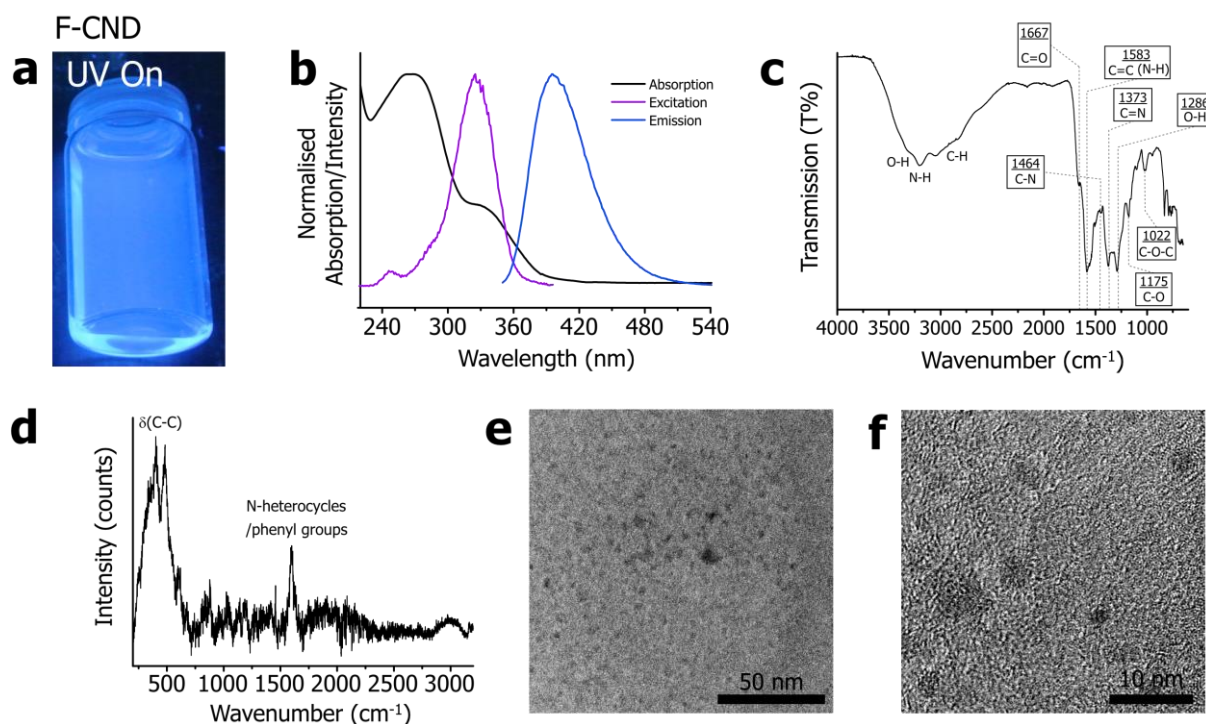 F-CND
a
UV On
b
Normalised
Absorption/Intensity
Absorption
Excitation
Emission
240 300 360 420 480 540
Wavelength (nm)
c
Transmission (T%)
1667
C=O
1583
C=C (N-H)
1373
C=N
1286
O-H
O-H
N-H
C-H
1464
C-N
1022
C-O-C
1175
C-O
4000 3500 3000 2500 2000 1500 1000
Wavenumber (cm⁻¹)
d
Intensity (counts)
δ(C-C)
N-heterocycles
/phenyl groups
500 1000 1500 2000 2500 3000
Wavenumber (cm⁻¹)
e
50 nm
f
10 nm